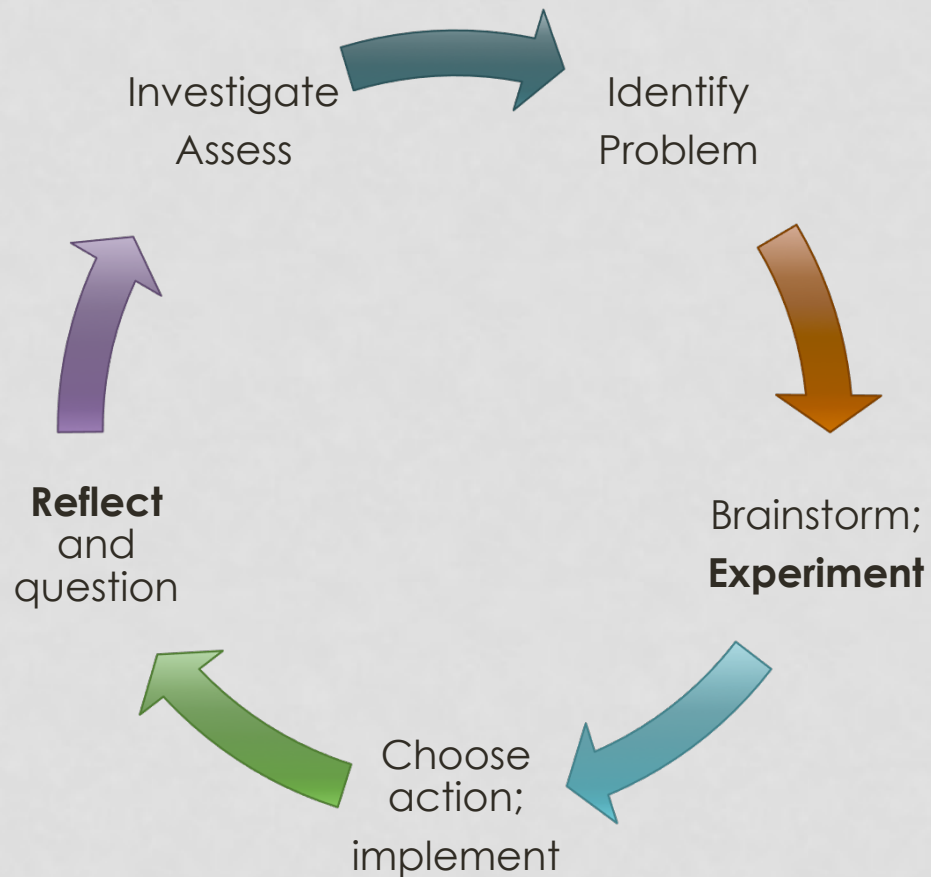 Investigate
Assess
Identify
Problem
Brainstorm;
Experiment
Choose
action;
implement
Reflect
and
question